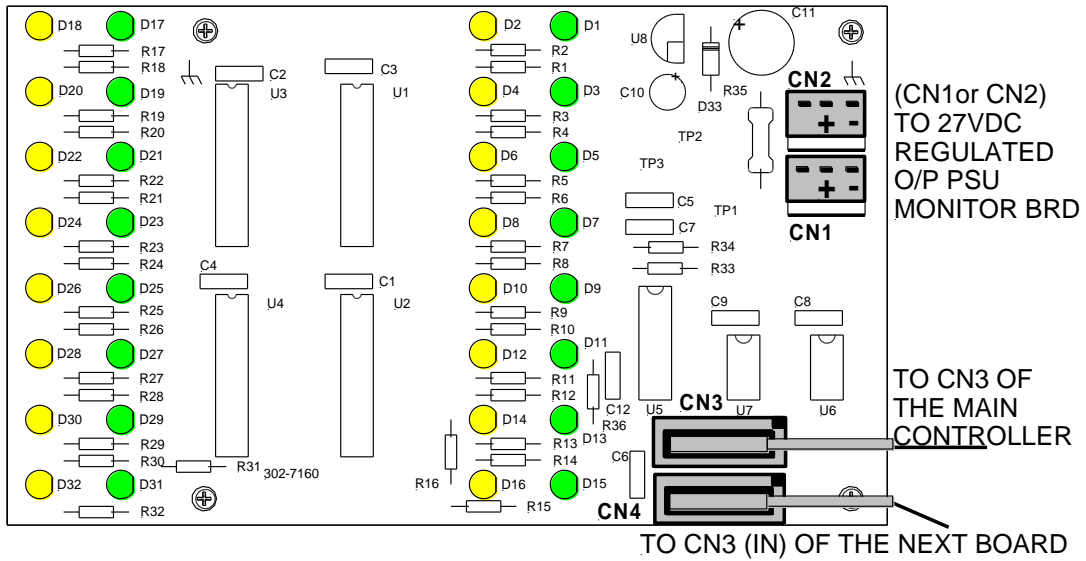 D18 D17 D2 D1 C11
U8
R17 R2
R18 R1
C2 C3 CN2
U3 U1 C10 R35
D20 D19 D4 D3 D33
(CN1or CN2)
TO 27VDC
REGULATED
O/P PSU
MONITOR BRD
+ -
R19 R3
R20 R4 TP2
D22 D21 D6 D5 TP3
+ -
R22 R5
R21 R6
C5 TP1
D24 D23 D8 D7 C7 CN1
R23 R7 R34
R24 R8 R33
C4 C1
D26 D25 D10 D9
U4 U2 C9 C8
R25 R9
R26 R10
D28 D27 D12 D11
R27 R11
R28 R12
TO CN3 OF
THE MAIN
CONTROLLER
C12 U5 CN3 U7 U6
D30 D29 D14 R36
D13
R29 R13
R30 R31 R14 C6
302-7160
D32 D31 R16 D16 D15
R32 R15 CN4
TO CN3 (IN) OF THE NEXT BOARD